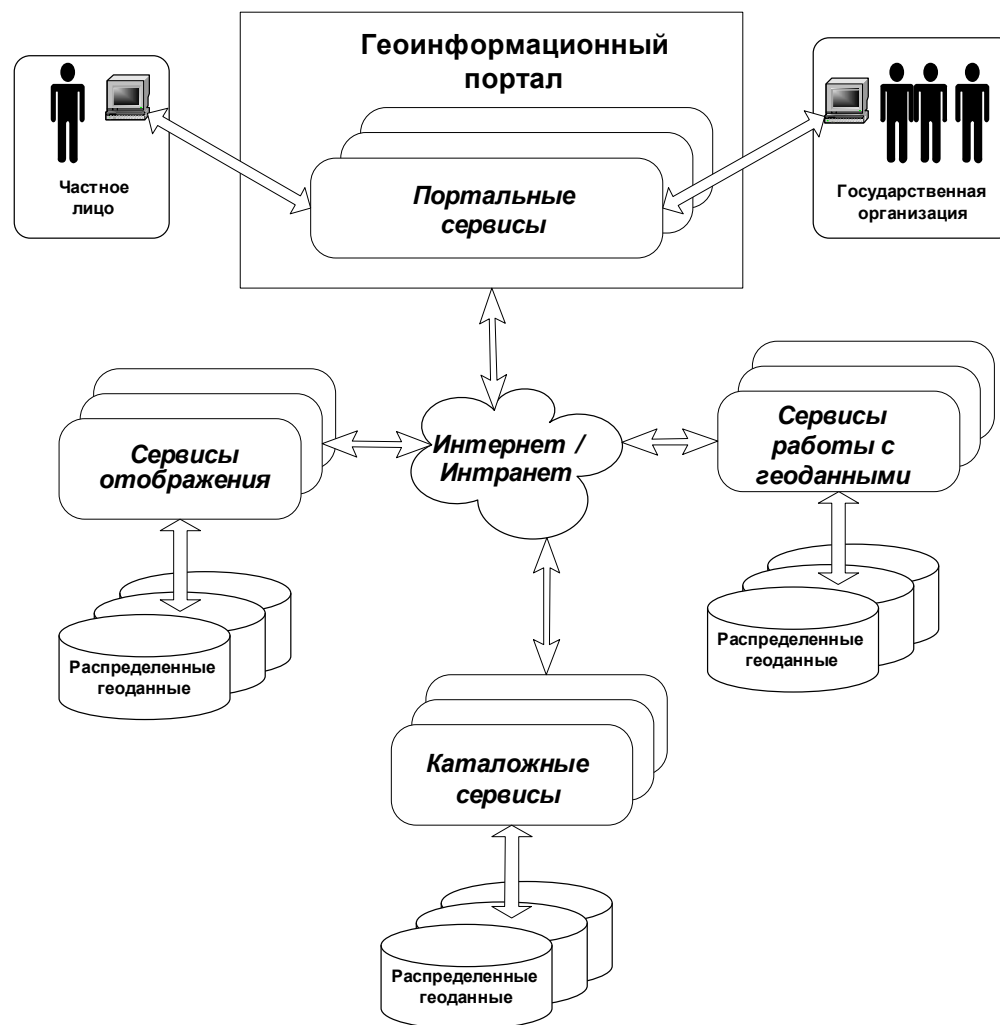 Геоинформационный
портал
Частное
лицо
Портальные
сервисы
Государственная
организация
Сервисы
отображения
Интернет /
Интранет
Сервисы
работы с
геоданными
Распределенные
геоданные
Распределенные
геоданные
Каталожные
сервисы
Распределенные
геоданные